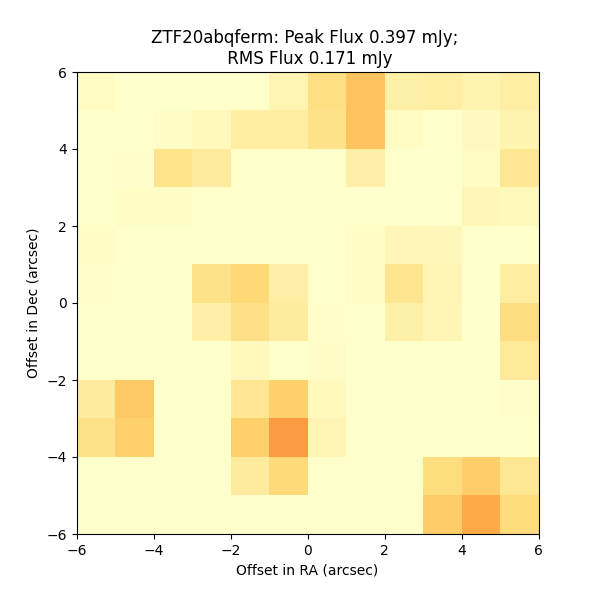 ZTF20abqferm: Peak Flux 0.397 mJy;
RMS Flux 0.171 mJy
6
4
2
0
−2
−4
−6
Offset in Dec (arcsec)
−6 −4 −2 0 2 4 6
Offset in RA (arcsec)